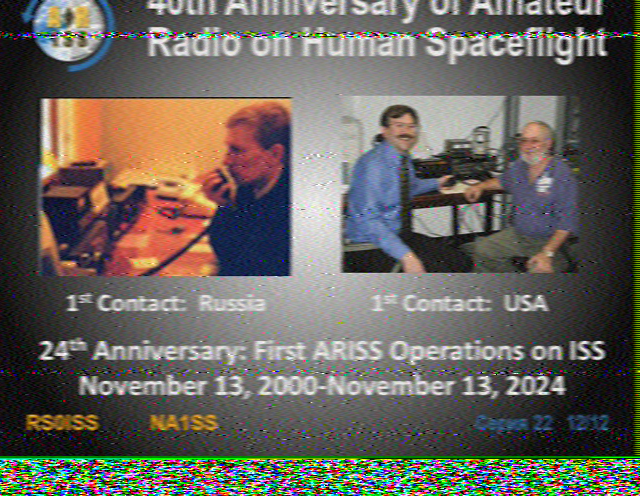 40th Anniversary of Amateur
Radio on Human Spaceflight
1st Contact: Russia
1st Contact: USA
24th Anniversary: First ARISS Operations on ISS
November 13, 2000-November 13, 2024
RS0ISS NA1SS Серия 22 12/12